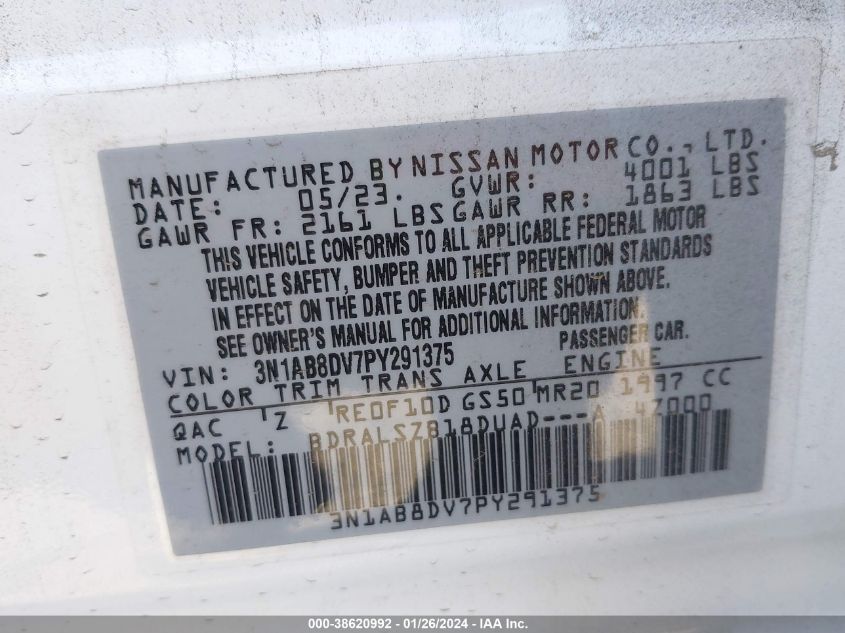 MANUFACTURED BY NISSAN MOTOR CO., LTD.
DATE: 05/23. GVWR: 4001 LBS
GAWR FR: 2161 LBS GAWR RR: 1863 LBS
THIS VEHICLE CONFORMS TO ALL APPLICABLE FEDERAL MOTOR
VEHICLE SAFETY, BUMPER AND THEFT PREVENTION STANDARDS
IN EFFECT ON THE DATE OF MANUFACTURE SHOWN ABOVE.
SEE OWNER'S MANUAL FOR ADDITIONAL INFORMATION.
VIN: 3N1AB8DV7PY291375 PASSENGER CAR.
COLOR TRIM TRANS AXLE ENGINE
QAC Z RE0F10D GS50 MR20 1997 CC
MODEL: BDRALSZB18DUAD---A 47000
3N1AB8DV7PY291375
000-38620992 - 01/26/2024 - IAA Inc.